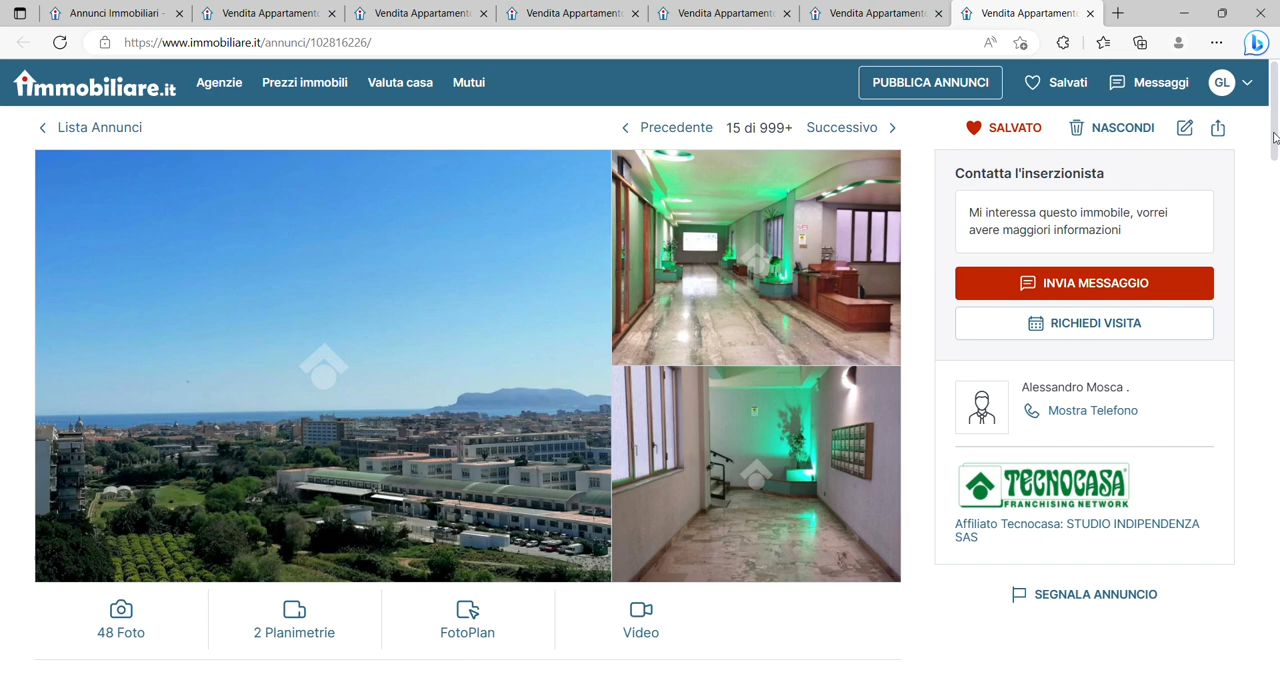 Annunci Immobiliari -
Vendita Appartamento
Vendita Appartamento
Vendita Appartamento
Vendita Appartamento
Vendita Appartamento
Vendita Appartamento
https://www.immobiliare.it/annunci/102816226/
immobiliare.it
Agenzie
Prezzi immobili
Valuta casa
Mutui
PUBBLICA ANNUNCI
Salvati
Messaggi
GL
Lista Annunci
Precedente
15 di 999+
Successivo
SALVATO
NASCONDI
Contatta l'inserzionista
Mi interessa questo immobile, vorrei
avere maggiori informazioni
INVIA MESSAGGIO
RICHIEDI VISITA
Alessandro Mosca .
Mostra Telefono
TECNOCASA
FRANCHISING NETWORK
Affiliato Tecnocasa: STUDIO INDIPENDENZA
SAS
SEGNALA ANNUNCIO
48 Foto
2 Planimetrie
FotoPlan
Video